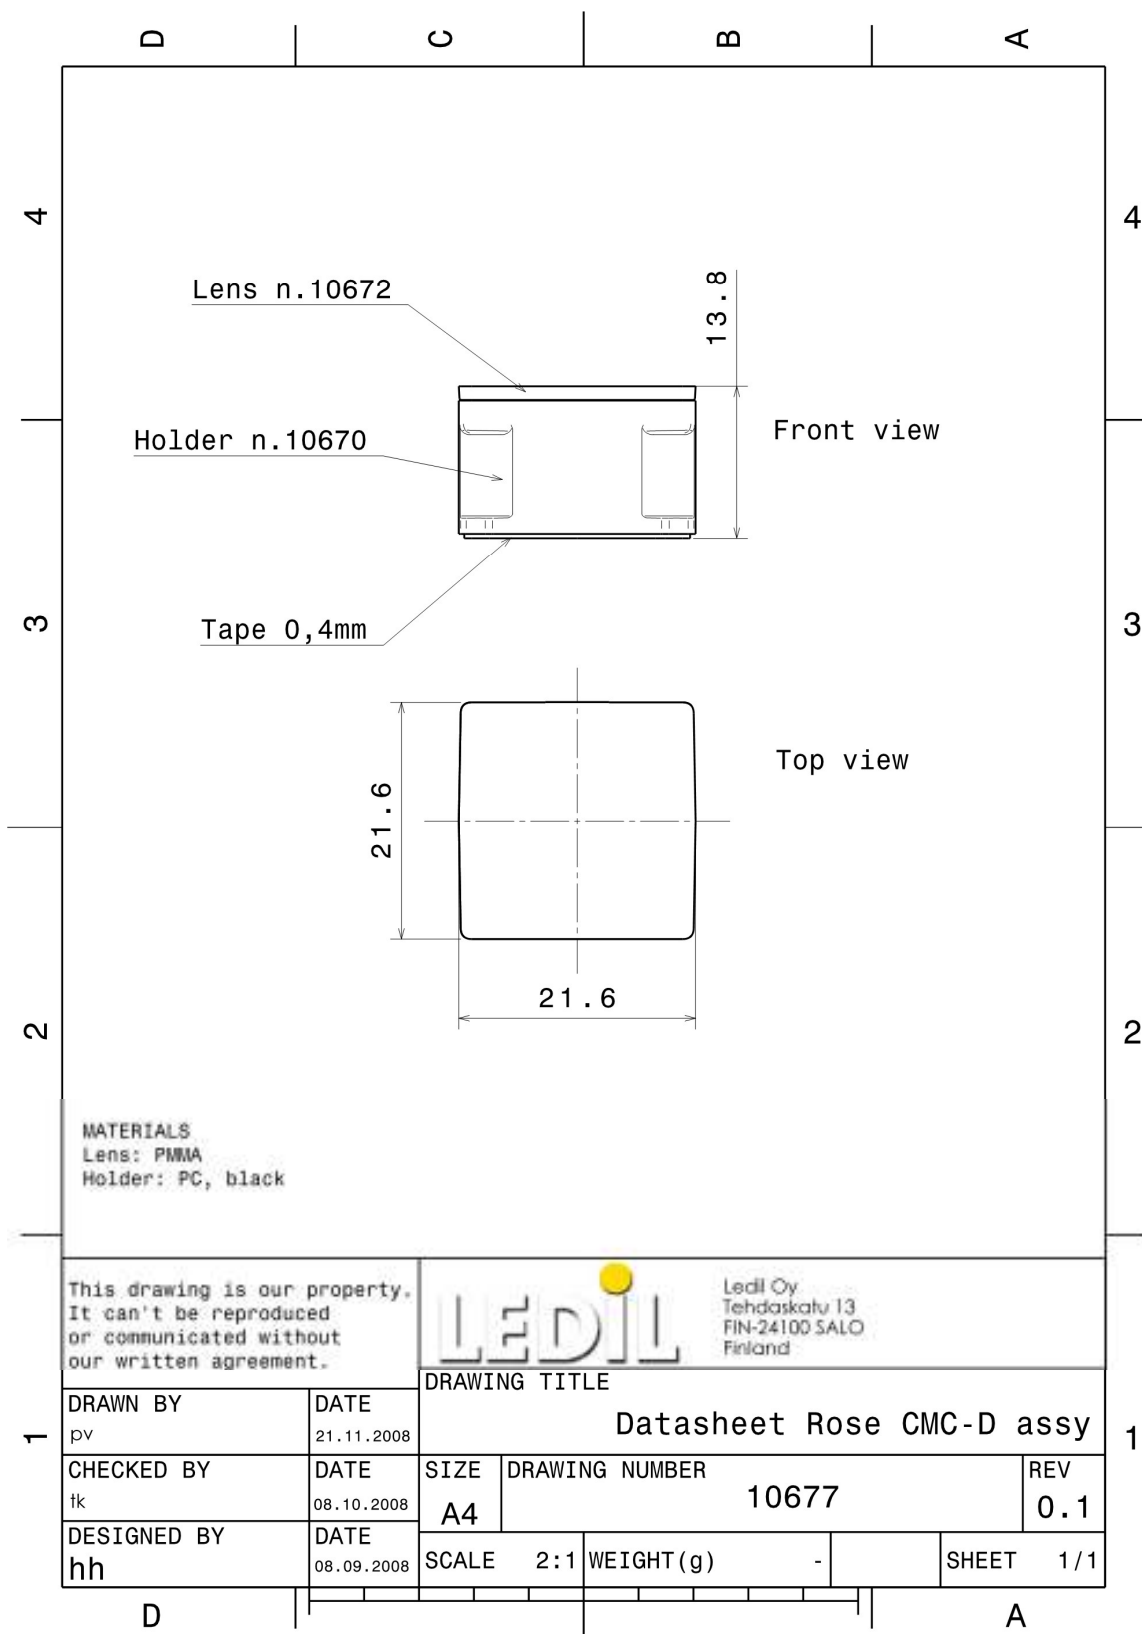 D C B A
4 4
Lens n.10672
13.8
Front view
Holder n.10670
Tape 0,4mm
3 3
Top view
21.6
21.6
2 2
MATERIALS
Lens: PMMA
Holder: PC, black
This drawing is our property.
It can't be reproduced
or communicated without
our written agreement.
LEDiL
Ledil Oy
Tehdaskatu 13
FIN-24100 SALO
Finland
DRAWING TITLE
Datasheet Rose CMC-D assy
DRAWN BY DATE
pv 21.11.2008
1 1
CHECKED BY DATE
tk 08.10.2008
SIZE DRAWING NUMBER REV
A4 10677 0.1
DESIGNED BY DATE
hh 08.09.2008
SCALE 2:1 WEIGHT(g) - SHEET 1/1
D A